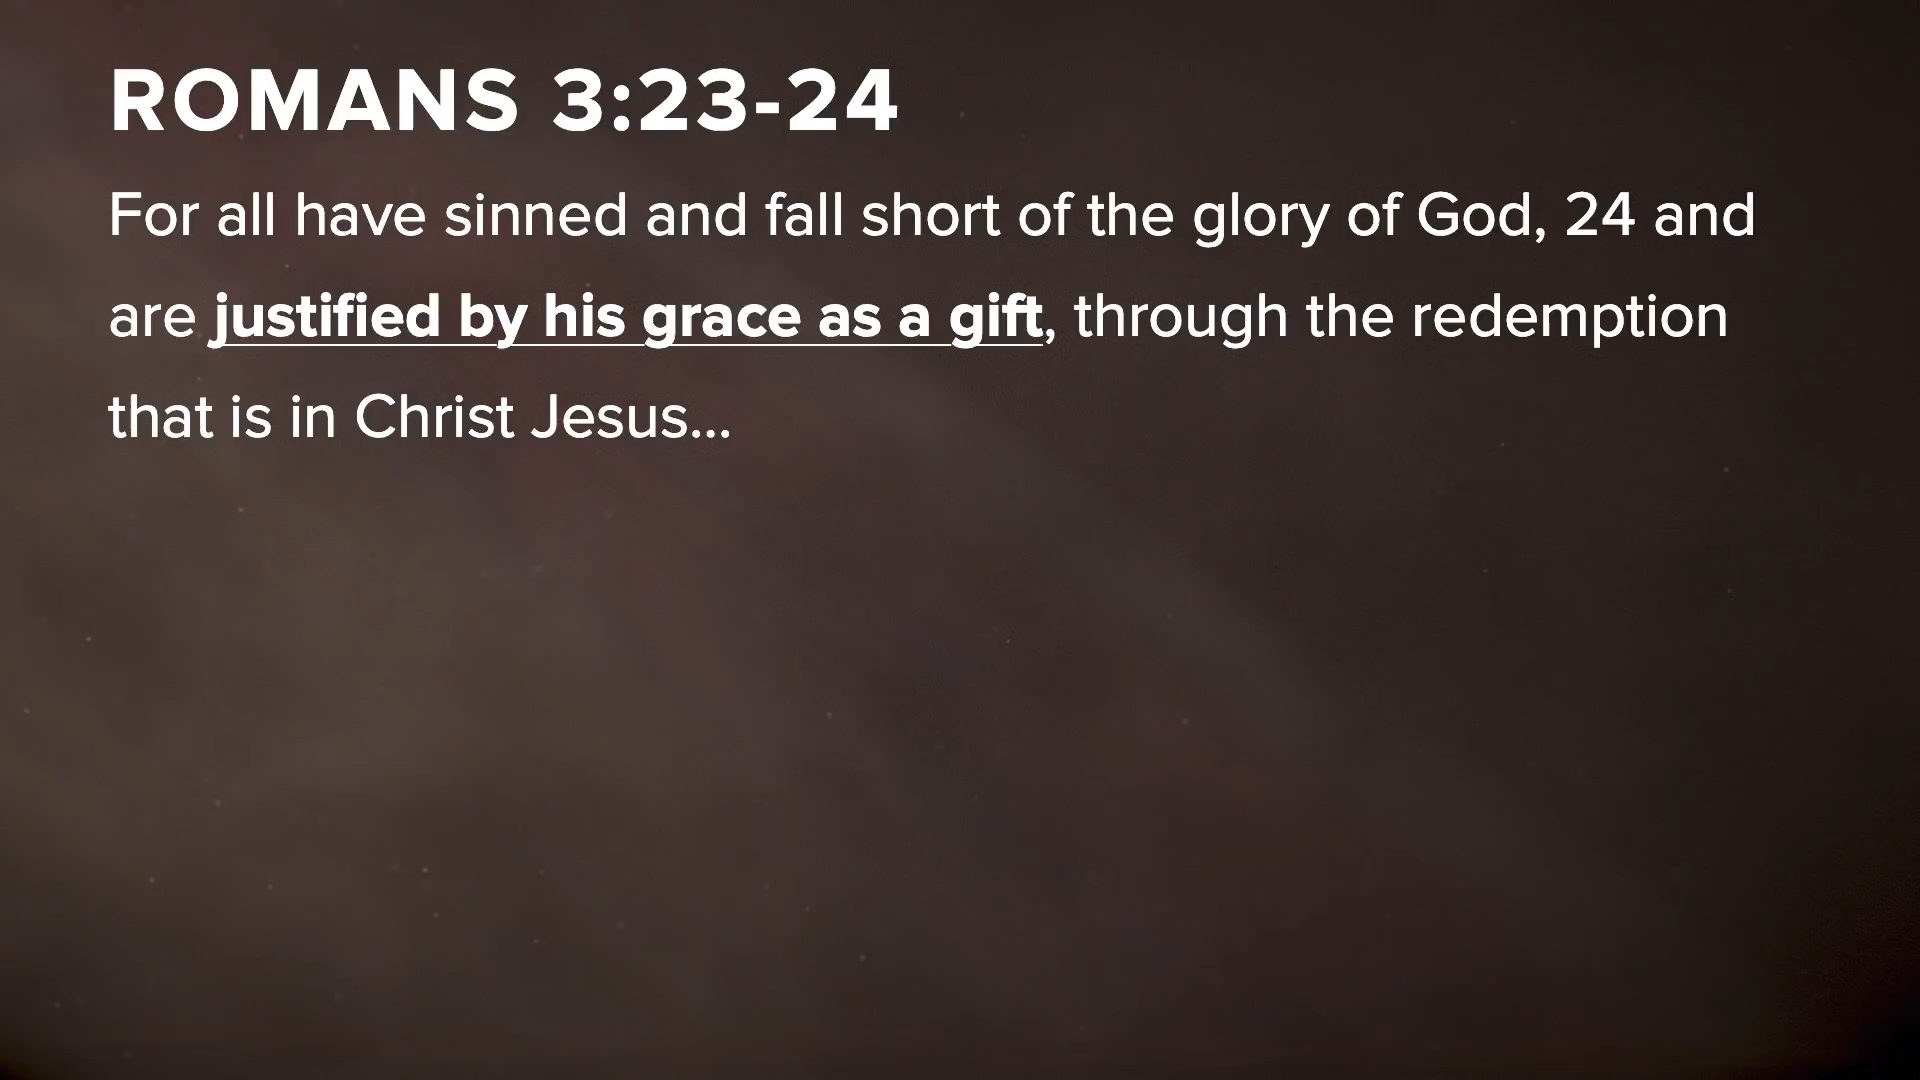 ROMANS 3:23-24
For all have sinned and fall short of the glory of God, 24 and
are justified by his grace as a gift, through the redemption
that is in Christ Jesus...